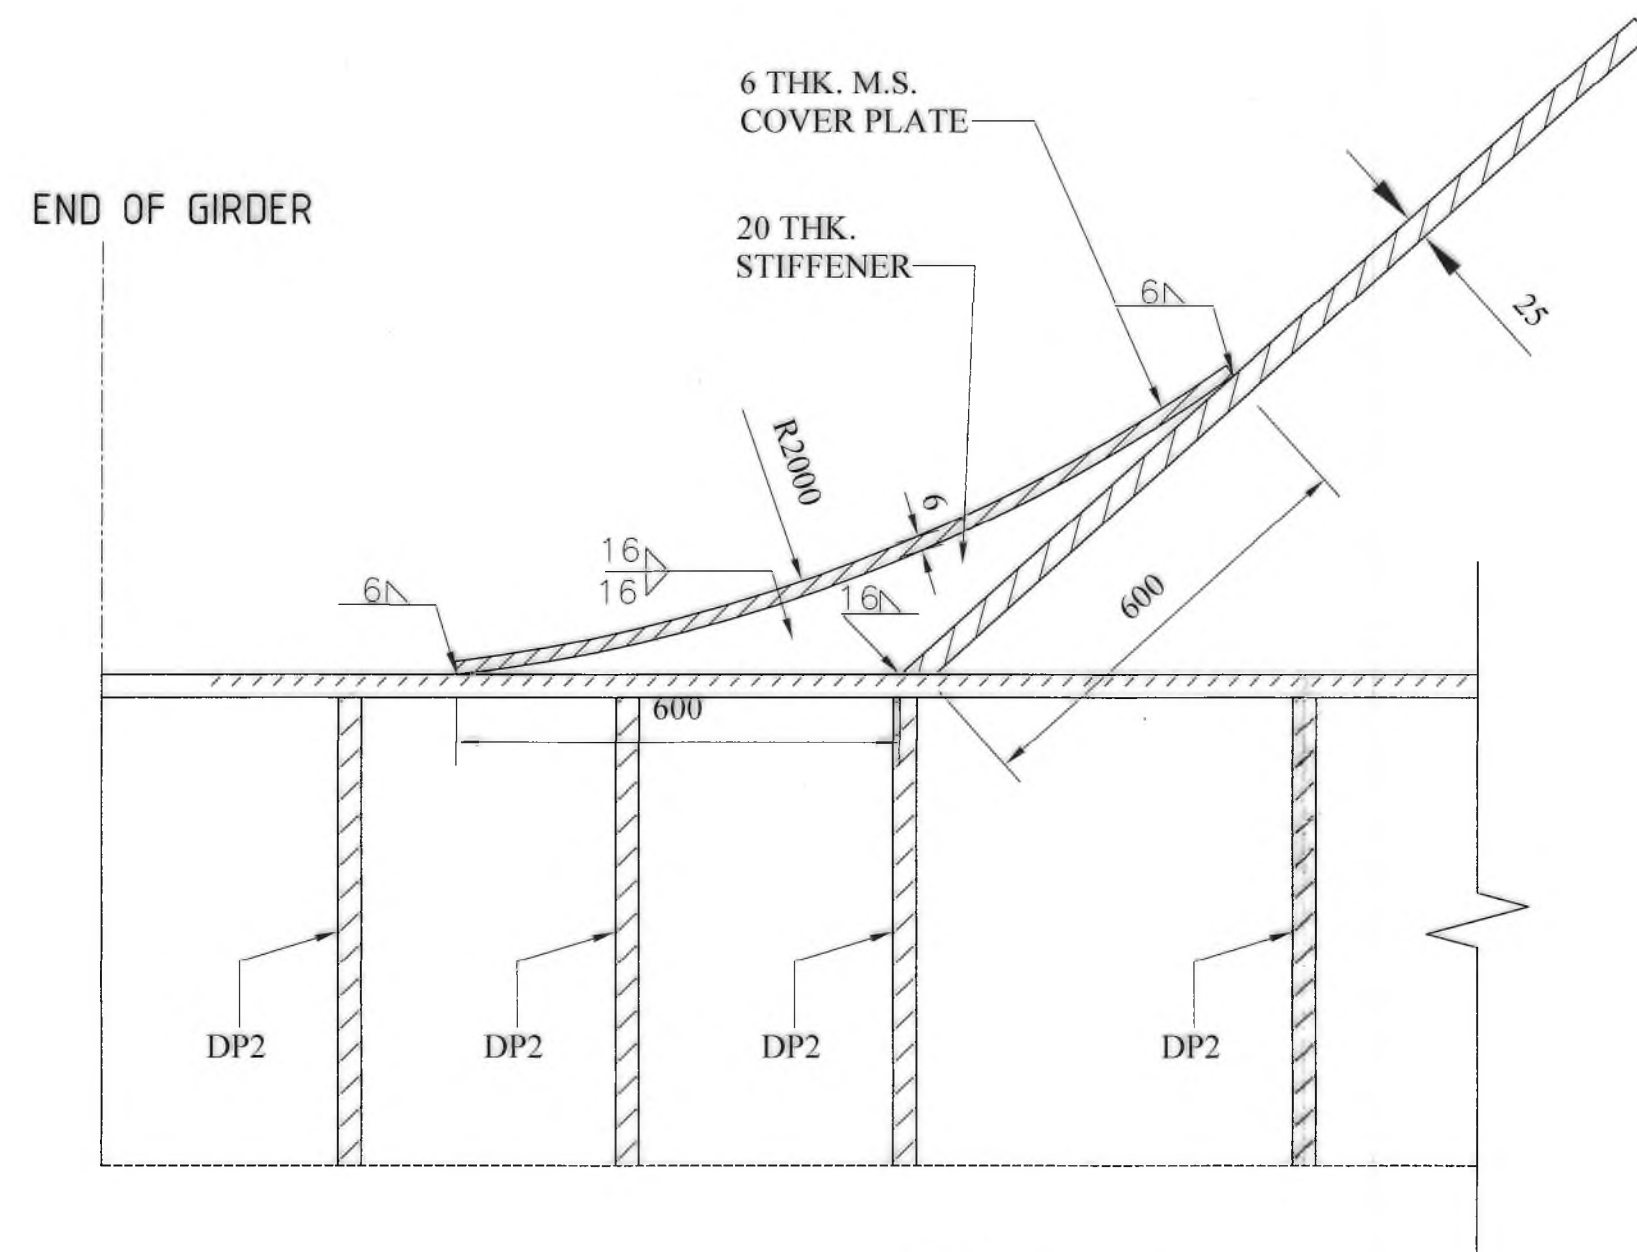 6 THK. M.S.
COVER PLATE
END OF GIRDER
20 THK.
STIFFENER
6
25
R2000
6
16
16
6
16
600
600
DP2
DP2
DP2
DP2